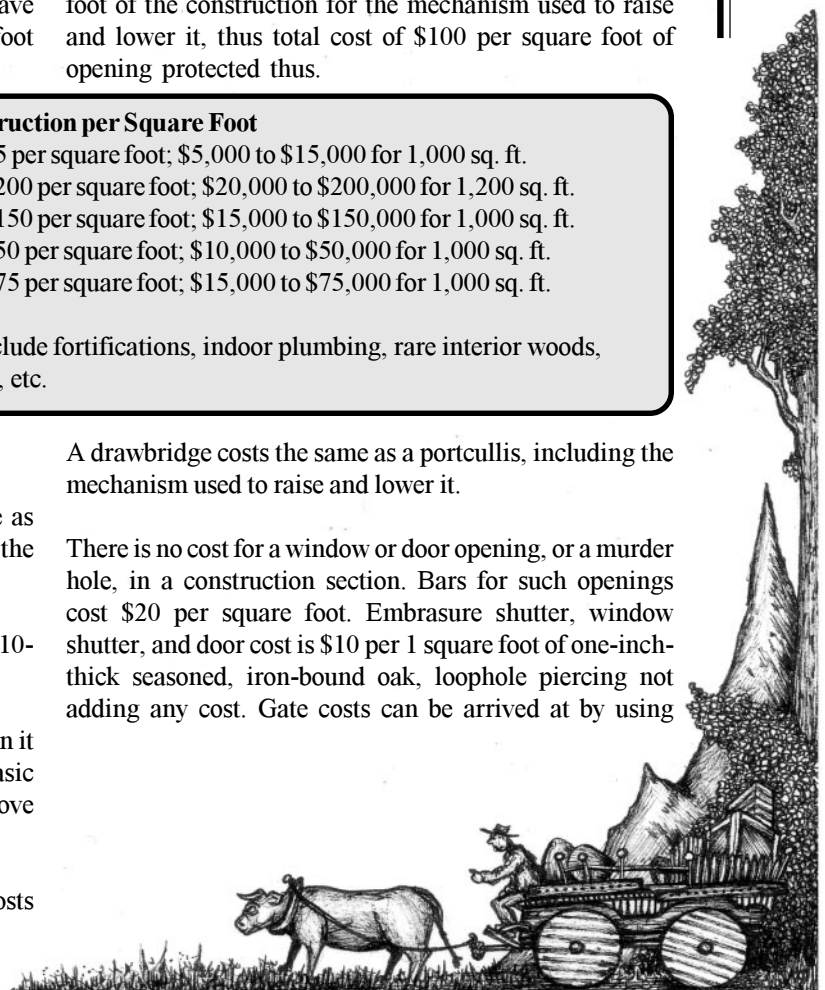 ave
foot
foot of the construction for the mechanism used to raise
and lower it, thus total cost of $100 per square foot of
opening protected thus.
ruction per Square Foot
5 per square foot; $5,000 to $15,000 for 1,000 sq. ft.
200 per square foot; $20,000 to $200,000 for 1,200 sq. ft.
150 per square foot; $15,000 to $150,000 for 1,000 sq. ft.
50 per square foot; $10,000 to $50,000 for 1,000 sq. ft.
75 per square foot; $15,000 to $75,000 for 1,000 sq. ft.
clude fortifications, indoor plumbing, rare interior woods,
, etc.
e as
the
10-
n it
asic
ove
osts
A drawbridge costs the same as a portcullis, including the
mechanism used to raise and lower it.
There is no cost for a window or door opening, or a murder
hole, in a construction section. Bars for such openings
cost $20 per square foot. Embrasure shutter, window
shutter, and door cost is $10 per 1 square foot of one-inch-
thick seasoned, iron-bound oak, loophole piercing not
adding any cost. Gate costs can be arrived at by using